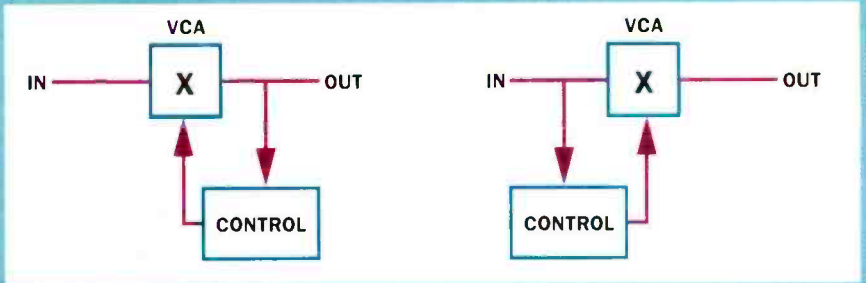 VCA
IN X OUT
CONTROL
VCA
IN X OUT
CONTROL